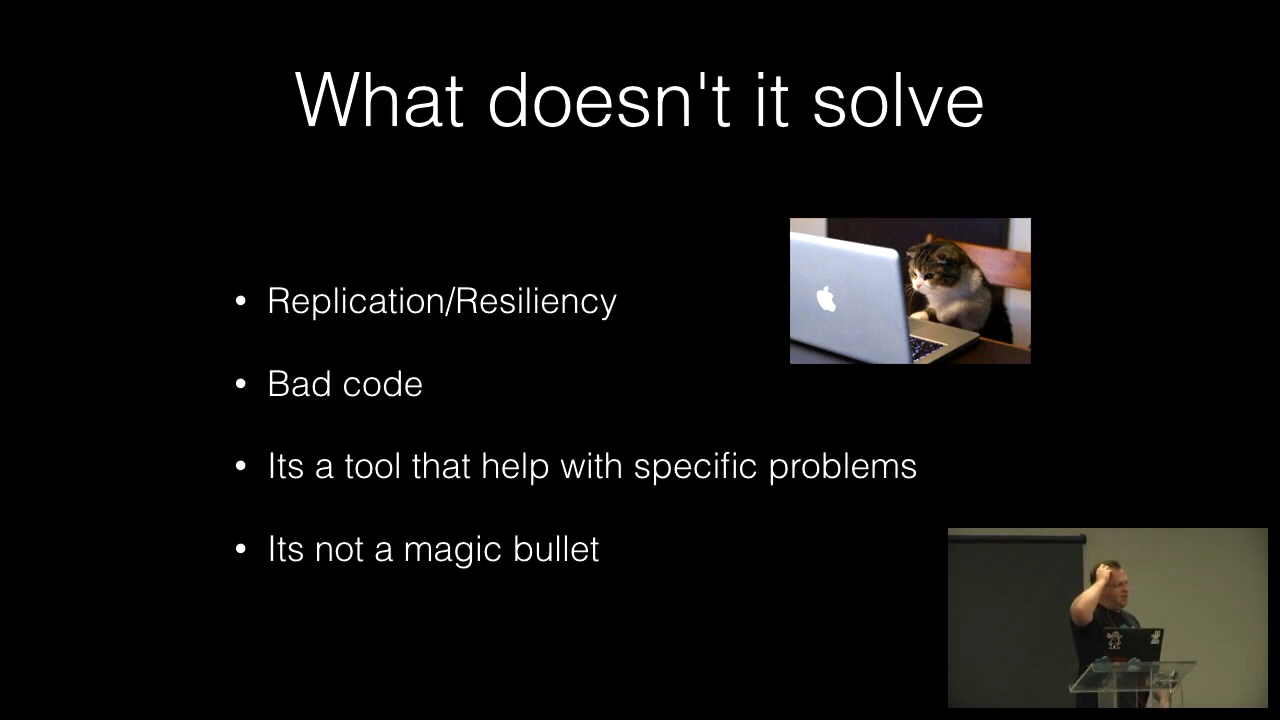 What doesn't it solve
• Replication/Resiliency
• Bad code
• Its a tool that help with specific problems
• Its not a magic bullet